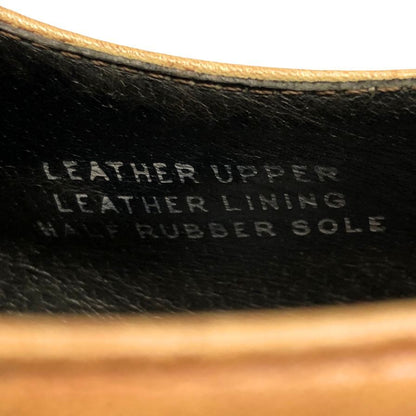 LEATHER UPPER
LEATHER LINING
HALF RUBBER SOLE